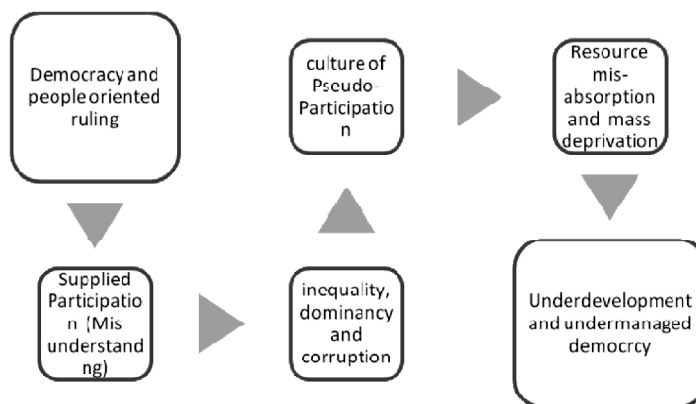 Democracy and
people oriented
ruling
Supplied
Participatio
n (Mis
understand
ng)
inequality,
dominancy
and
corruption
culture of
Pseudo-
Participatio
n
Resource
mis-
absorption
and mass
deprivation
Underdevelopment
and undermanaged
democrcy